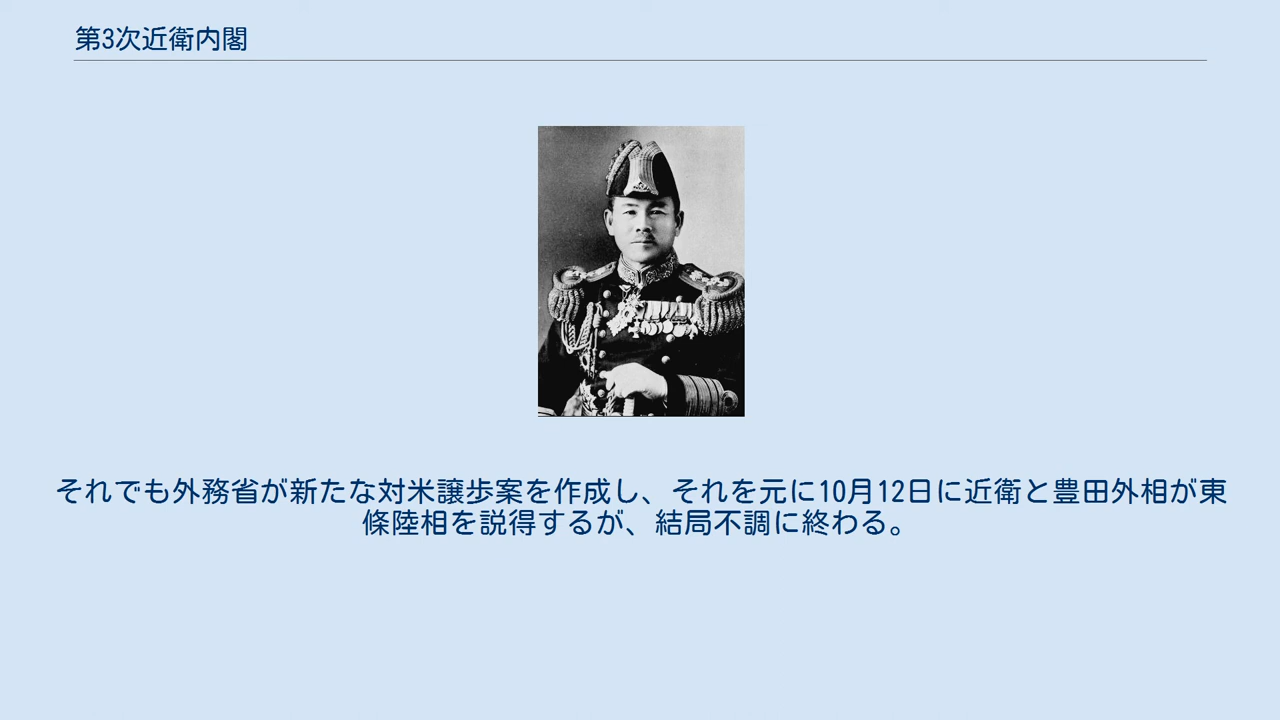 第3次近衛内閣
それでも外務省が新たな対米譲歩案を作成し、それを元に10月12日に近衛と豊田外相が東
條陸相を説得するが、結局不調に終わる。